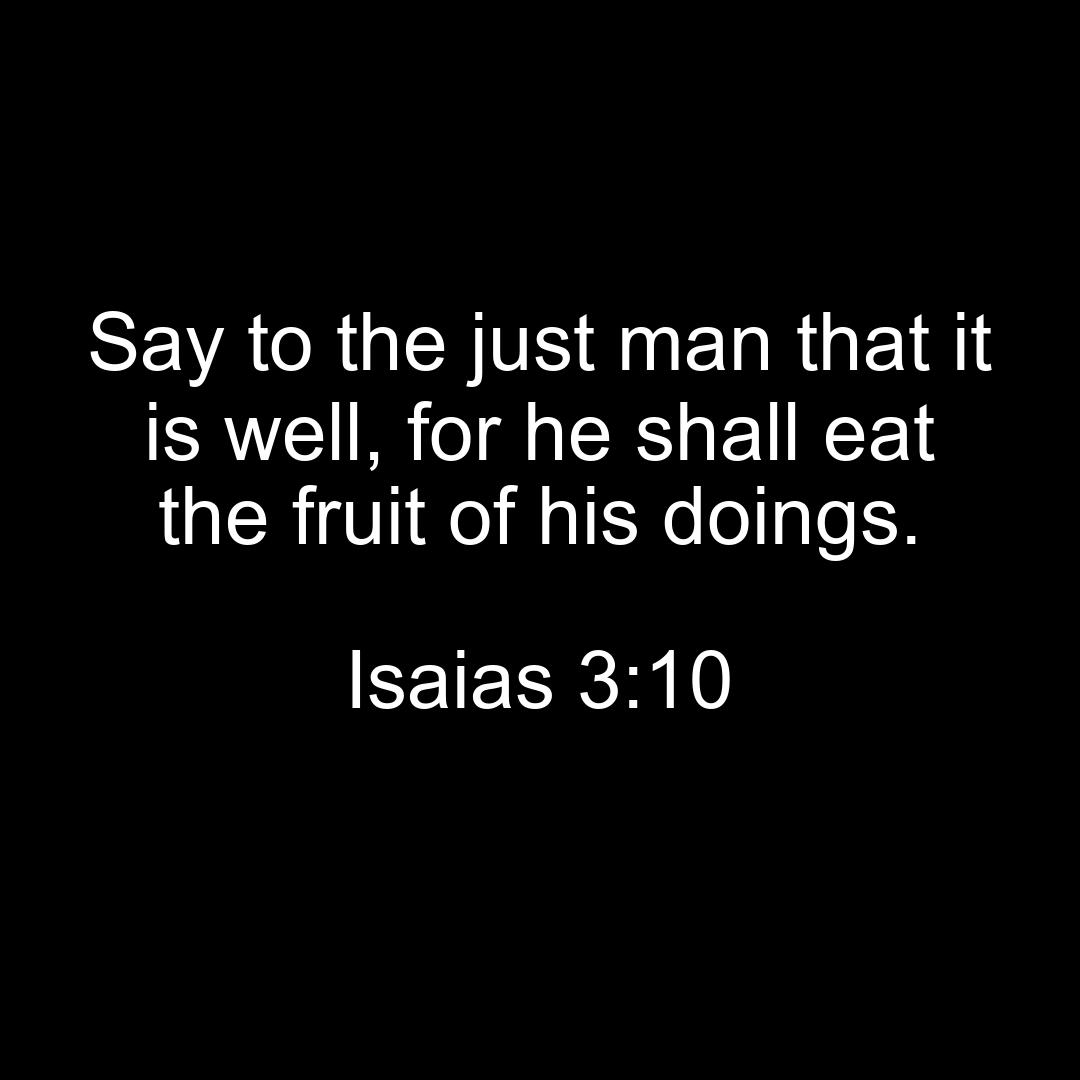 Say to the just man that it
is well, for he shall eat
the fruit of his doings.
Isaias 3:10